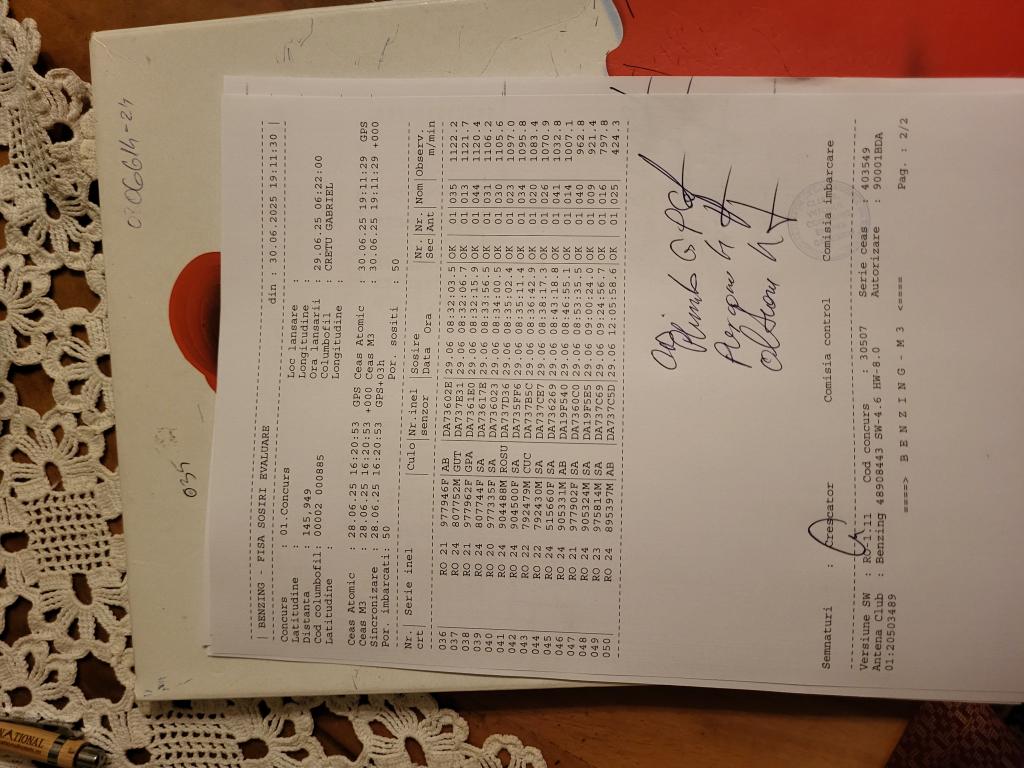 | BENZING - FISA SOSIRI EVALUARE din : 30.06.2025 19:11:30 |
Concurs : 01.Concurs Loc lansare :
Latitudine : Longitudine :
Distanta : 145,949 Ora lansarii : 29.06.25 06:22:00
Cod columbofil: 00002 000885 Columbofil : CRETU GABRIEL
Latitudine : Longitudine :
Ceas Atomic : 28.06.25 16:20:53 GPS Ceas Atomic : 30.06.25 19:11:29 GPS
Ceas M3 : 28.06.25 16:20:53 +000 Ceas M3 : 30.06.25 19:11:29 +000
Sincronizare : 28.06.25 16:20:53 GPS+03h
Por. imbarcati: 50 Por. sositi : 50
Nr. | Serie inel | Culo | Nr.inel | Sosire | Nr. | Nr. | Nom | Observ.
crt | senzor | Data Ora | Sec | Ant | m/min
036 RO 21 977946F AB DA73602E 29.06 08:32:03.5 OK 01 035 1122.2
037 RO 24 807752M GUT DA737E31 29.06 08:32:06.7 OK 01 013 1121.7
038 RO 21 977962F GPA DA7361E0 29.06 08:32:15.9 OK 01 044 1120.4
039 RO 24 807744F SA DA73617E 29.06 08:33:56.5 OK 01 031 1106.2
040 RO 20 977335F SA DA736023 29.06 08:34:00.5 OK 01 030 1105.6
041 RO 24 904488M ROSU DA737D36 29.06 08:35:02.4 OK 01 023 1097.0
042 RO 24 904500F SA DA735FF6 29.06 08:35:11.4 OK 01 034 1095.8
043 RO 22 792479M CUC DA737B5C 29.06 08:36:42.9 OK 01 020 1083.4
044 RO 22 792430M SA DA737CE7 29.06 08:38:17.3 OK 01 026 1070.9
045 RO 24 515660F SA DA736269 29.06 08:43:18.8 OK 01 041 1032.8
046 RO 24 905331M AB DA19F540 29.06 08:46:55.1 OK 01 014 1007.1
047 RO 21 977902F SA DA7360C0 29.06 08:53:35.5 OK 01 040 962.8
048 RO 24 905324M SA DA19F5E5 29.06 09:00:24.0 OK 01 009 921.4
049 RO 23 975814M SA DA737C69 29.06 09:24:56.7 OK 01 016 797.8
050 RO 24 895397M AB DA737C5D 29.06 12:05:58.6 OK 01 025 424.3
Semnaturi : Crescator Comisia control Comisia imbarcare
Versiune SW : RO-1.11 Cod concurs : 30507 Serie ceas : 403549
Antena Club : Benzing 48908443 SW-4.6 HW-8.0 Autorizare : 90001BDA
01:20503489
====> B E N Z I N G - M 3 <==== Pag. : 2/2
035